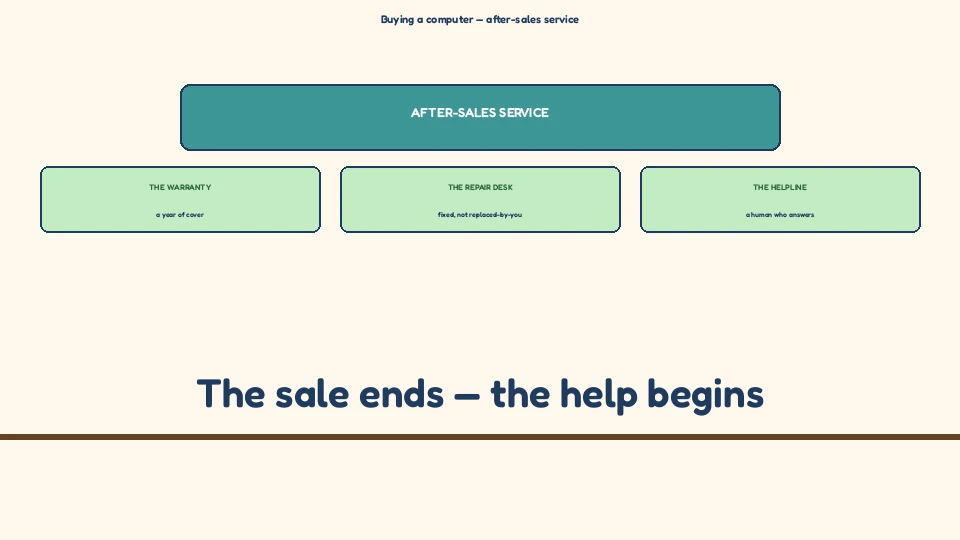 Buying a computer — after-sales service
AFTER-SALES SERVICE
THE WARRANTY
a year of cover
THE REPAIR DESK
fixed, not replaced-by-you
THE HELPLINE
a human who answers
The sale ends — the help begins